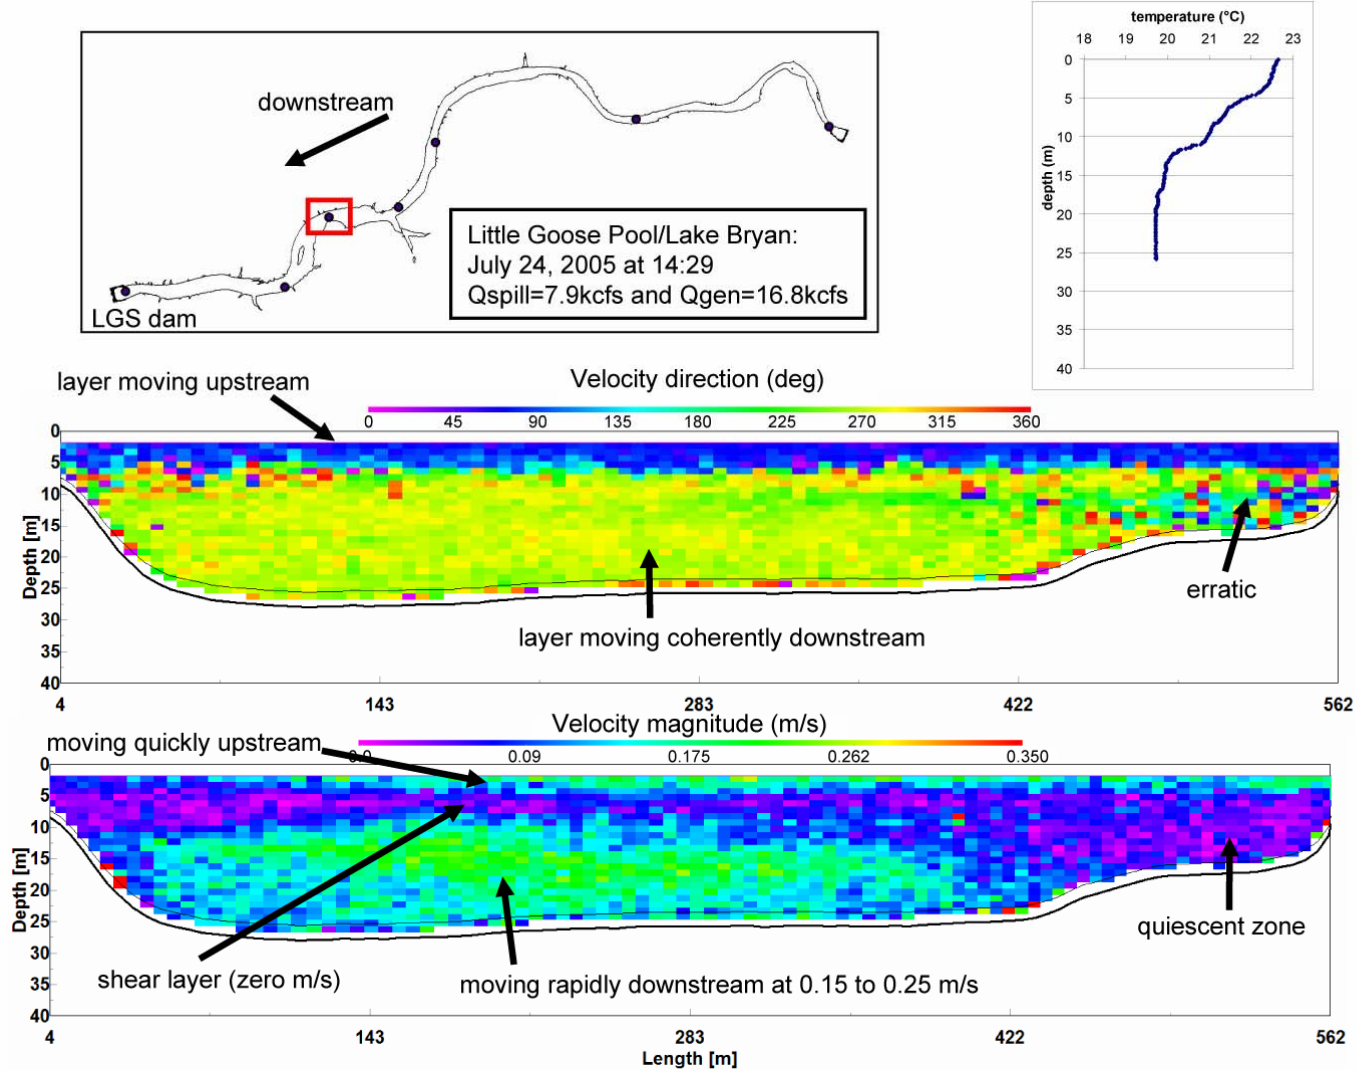 temperature (°C)
18 19 20 21 22 23
0
5
10
15
20
25
30
35
40
depth (m)
downstream
Little Goose Pool/Lake Bryan:
July 24, 2005 at 14:29
Qspill=7.9kcfs and Qgen=16.8kcfs
LGS dam
layer moving upstream
Velocity direction (deg)
0 45 90 135 180 225 270 315 360
0
5
10
15
20
25
30
35
40
Depth [m]
erratic
layer moving coherently downstream
4 143 283 422 562
Velocity magnitude (m/s)
moving quickly upstream
0.0 0.09 0.175 0.262 0.350
0
5
10
15
20
25
30
35
40
Depth [m]
quiescent zone
shear layer (zero m/s)
moving rapidly downstream at 0.15 to 0.25 m/s
4 143 283 422 562
Length [m]